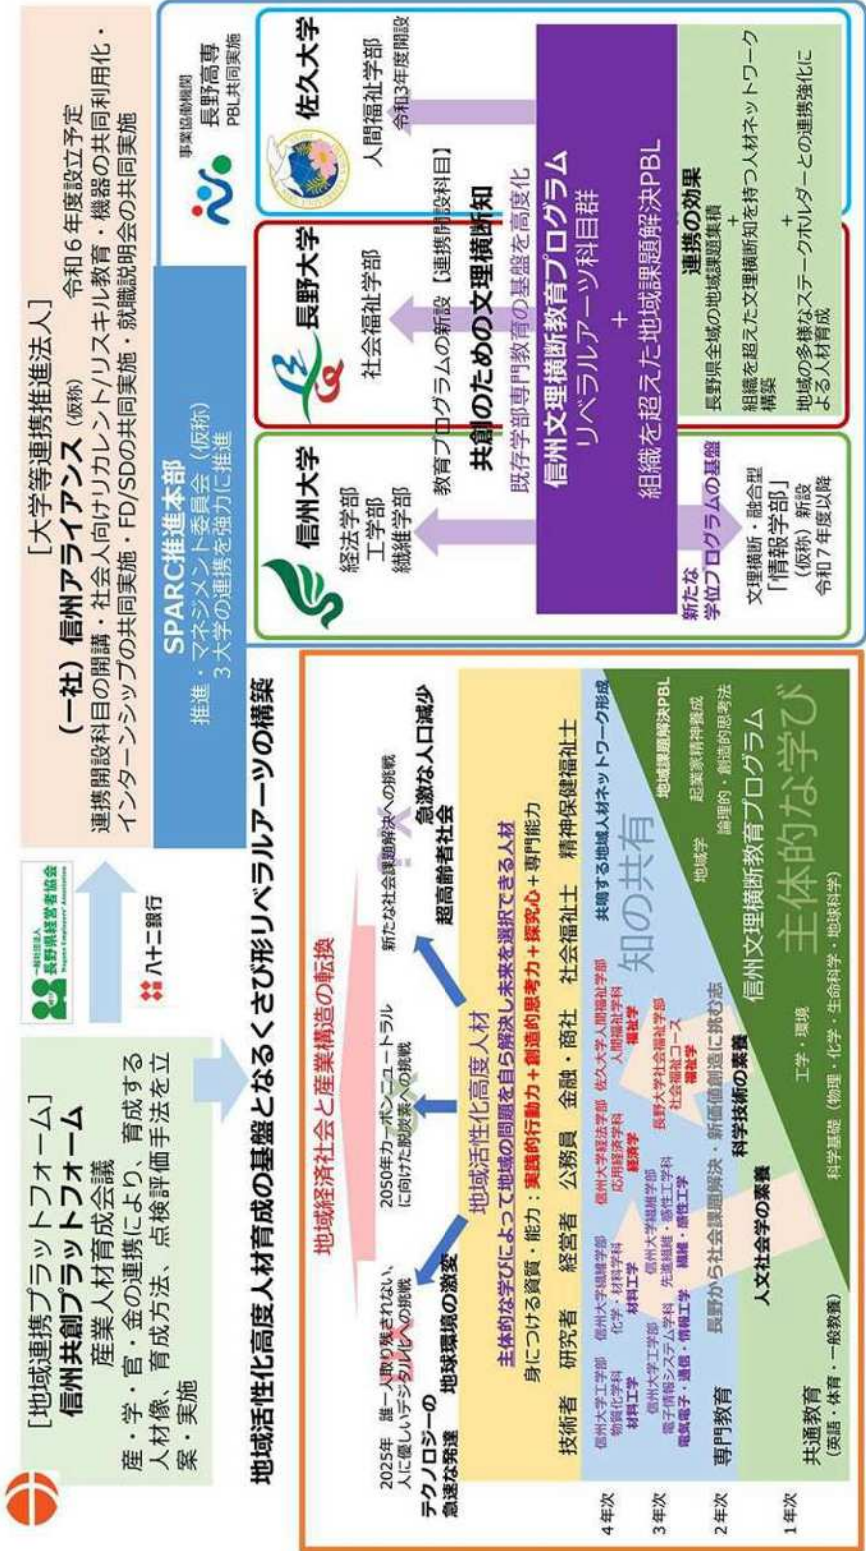 [地域連携プラットフォーム]
信州共創プラットフォーム
産業人材育成会議
産・学・官・金の連携により、育成する
人材像、育成方法、点検評価手法を立
案・実施
一般社団法人
長野県経営者協会
Nagano Employers' Association
八十二銀行
[大学等連携推進法人]
(一社)信州アライアンス(仮称) 令和6年度設立予定
連携開設科目の開講・社会人向けリカレント/リスキル教育・機器の共同利用化・
インターンシップの共同実施・FD/SDの共同実施・就職説明会の共同実施
SPARC推進本部
推進・マネジメント委員会(仮称)
3大学の連携を強力に推進
事業協働機関
長野高専
PBL共同実施
地域活性化高度人材育成の基盤となるくさび形リベラルアーツの構築
地域経済社会と産業構造の転換
2025年 誰一人取り残されない、
人に優しいデジタル化への挑戦
2050年カーボンニュートラル
に向けた脱炭素への挑戦
新たな社会課題解決への挑戦
テクノロジーの
急速な発達
地球環境の激変
超高齢者社会
急激な人口減少
地域活性化高度人材
主体的な学びによって地域の問題を自ら解決し未来を選択できる人材
身につける資質・能力:実践的行動力+創造的思考力+探究心+専門能力
技術者 研究者 経営者 公務員 金融・商社 社会福祉士 精神保健福祉士
4年次
3年次
2年次
1年次
信州大学工学部
物質化学科
材料工学
信州大学繊維学部
化学・材料学科
材料工学
信州大学経法学部
応用経済学科
経済学
佐久大学人間福祉学部
人間福祉学科
福祉学
共鳴する地域人材ネットワーク形成
信州大学工学部
電子情報システム学科
電気電子・通信・情報工学
信州大学繊維学部
先進繊維・感性工学科
繊維・感性工学
長野大学社会福祉学部
社会福祉コース
福祉学
知の共有
地域課題解決PBL
専門教育
長野から社会課題解決・新価値創造に挑む志
地域学
起業家精神養成
論理的・創造的思考法
科学技術の素養
信州文理横断教育プログラム
人文社会学の素養
主体的な学び
工学・環境
共通教育
(英語・体育・一般教養)
科学基礎(物理・化学・生命科学・地球科学)
信州大学
経法学部
工学部
繊維学部
長野大学
社会福祉学部
佐久大学
人間福祉学部
令和3年度開設
教育プログラムの新設【連携開設科目】
共創のための文理横断知
既存学部専門教育の基盤を高度化
信州文理横断教育プログラム
リベラルアーツ科目群
+
組織を超えた地域課題解決PBL
新たな
学位プログラムの基盤
文理横断・融合型
「情報学部」
(仮称)新設
令和7年度以降
連携の効果
長野県全域の地域課題集積
+
組織を超えた文理横断知を持つ人材ネットワーク
構築
+
地域の多様なステークホルダーとの連携強化に
よる人材育成